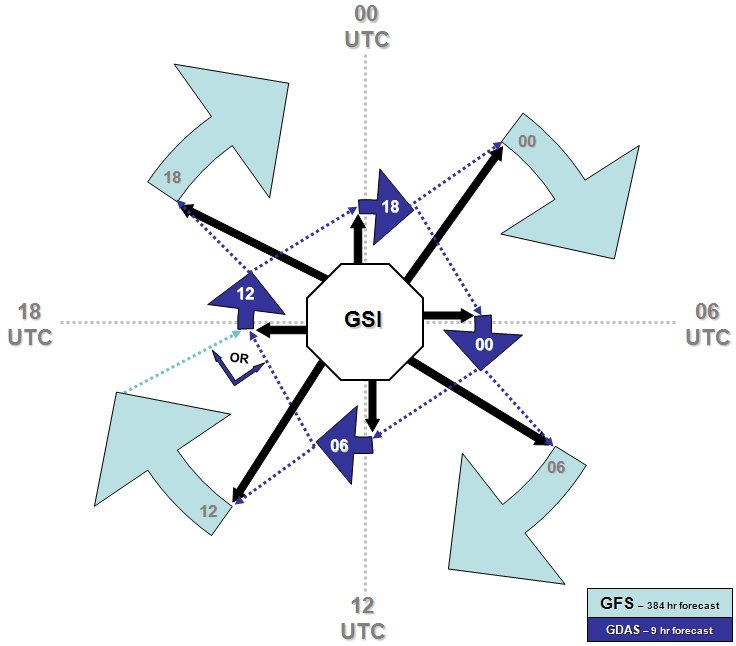 00
UTC
18
00
18
12
GSI
18
UTC
06
UTC
00
OR
06
06
12
12
UTC
GFS – 384 hr forecast
GDAS – 9 hr forecast